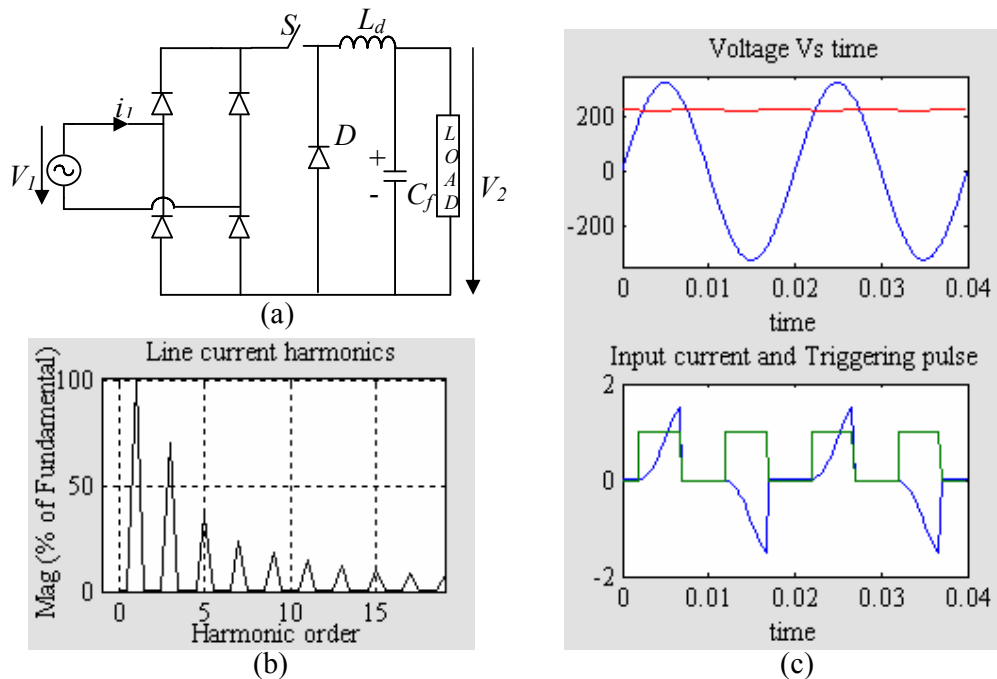 S
L_d
i_1
D
V_1
+
-
C_f
LOAD
V_2
(a)
Line current harmonics
Mag (% of Fundamental)
100
50
0
0 5 10 15
Harmonic order
(b)
Voltage Vs time
200
0
-200
0 0.01 0.02 0.03 0.04
time
Input current and Triggering pulse
2
0
-2
0 0.01 0.02 0.03 0.04
time
(c)